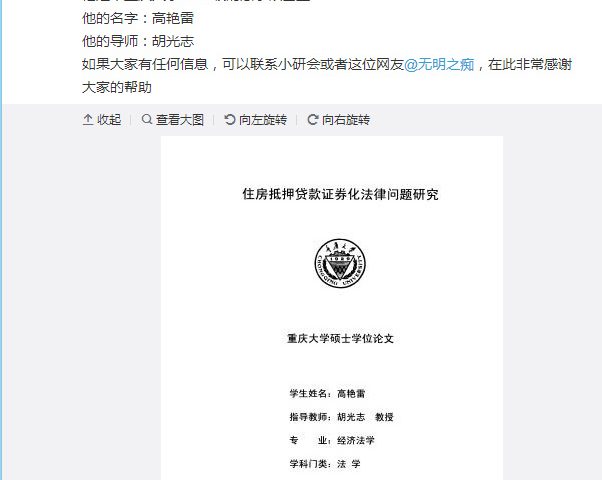 他的名字：高艳雷
他的导师：胡光志
如果大家有任何信息，可以联系小研会或者这位网友@无明之痴，在此非常感谢
大家的帮助
收起 查看大图 向左旋转 向右旋转
住房抵押贷款证券化法律问题研究
CHONGQING UNIVERSITY
重庆大学硕士学位论文
学生姓名：高艳雷
指导教师：胡光志 教授
专 业：经济法学
学科门类：法 学